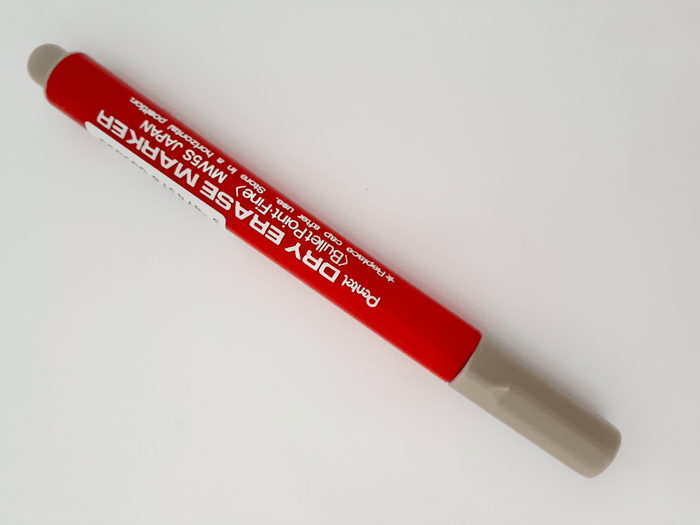 Pentel DRY ERASE MARKER
〈Bullet Point·Fine〉 MW5S JAPAN
☆Replace cap after use. Store in a horizontal position